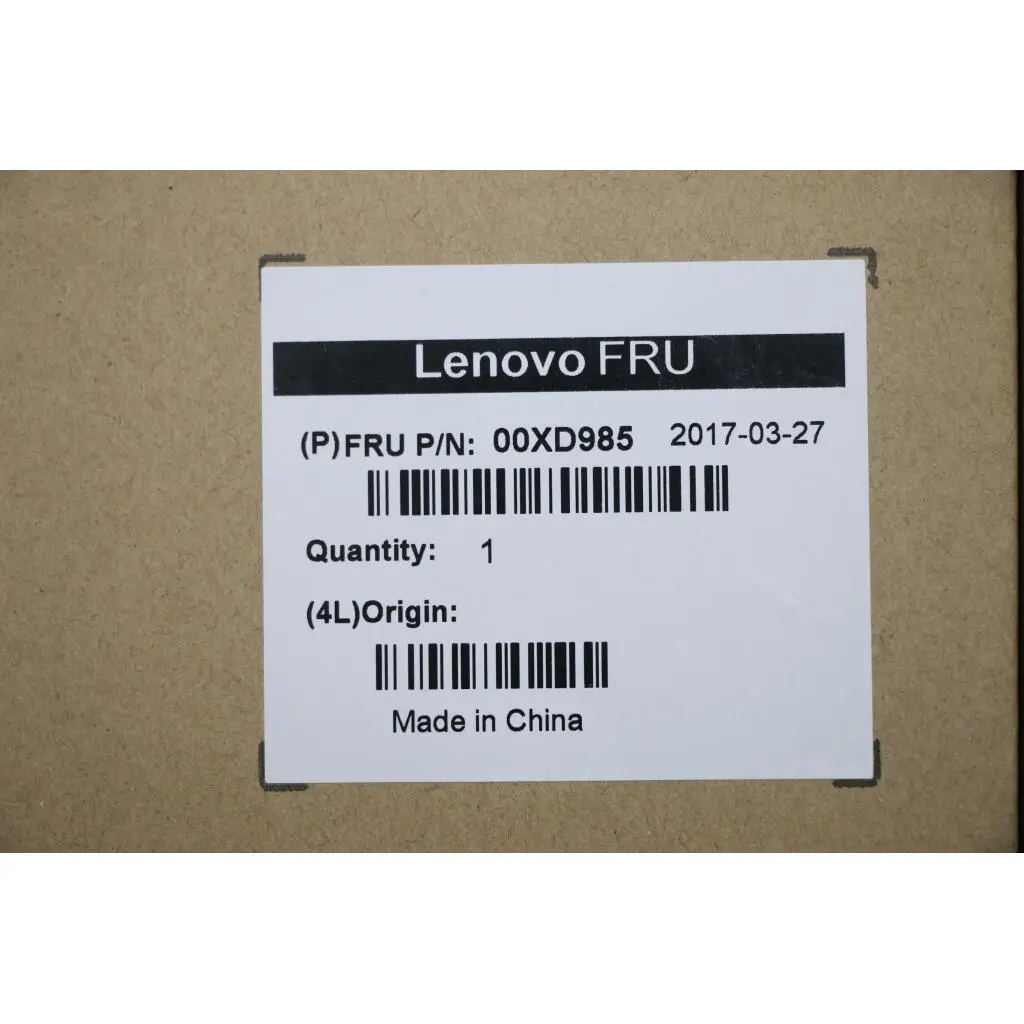 Lenovo FRU
(P)FRU P/N: 00XD985 2017-03-27
Quantity: 1
(4L)Origin:
Made in China